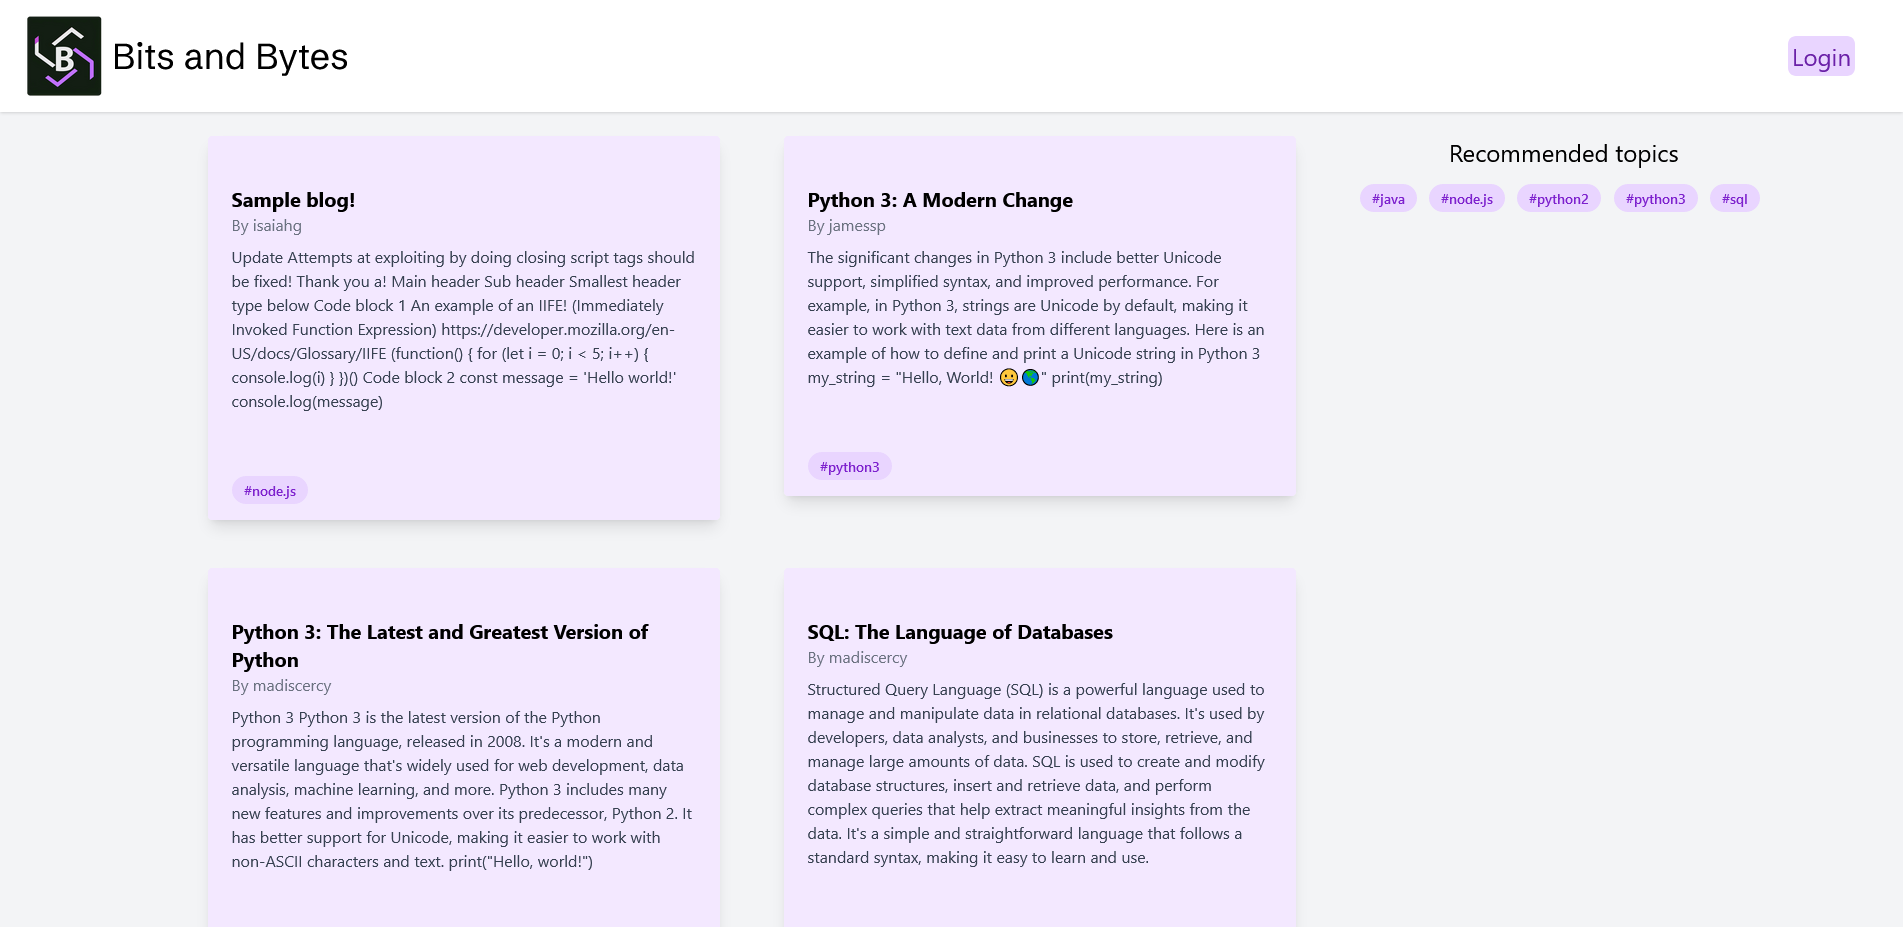 B
Bits and Bytes
Login
Sample blog!
By isaiahg
Update Attempts at exploiting by doing closing script tags should
be fixed! Thank you a! Main header Sub header Smallest header
type below Code block 1 An example of an IIFE! (Immediately
Invoked Function Expression) https://developer.mozilla.org/en-
US/docs/Glossary/IIFE (function() { for (let i = 0; i < 5; i++) {
console.log(i) } })() Code block 2 const message = 'Hello world!'
console.log(message)
#node.js
Python 3: A Modern Change
By jamessp
The significant changes in Python 3 include better Unicode
support, simplified syntax, and improved performance. For
example, in Python 3, strings are Unicode by default, making it
easier to work with text data from different languages. Here is an
example of how to define and print a Unicode string in Python 3
my_string = "Hello, World! 😀🌎" print(my_string)
#python3
Recommended topics
#java #node.js #python2 #python3 #sql
Python 3: The Latest and Greatest Version of
Python
By madiscercy
Python 3 Python 3 is the latest version of the Python
programming language, released in 2008. It's a modern and
versatile language that's widely used for web development, data
analysis, machine learning, and more. Python 3 includes many
new features and improvements over its predecessor, Python 2. It
has better support for Unicode, making it easier to work with
non-ASCII characters and text. print("Hello, world!")
SQL: The Language of Databases
By madiscercy
Structured Query Language (SQL) is a powerful language used to
manage and manipulate data in relational databases. It's used by
developers, data analysts, and businesses to store, retrieve, and
manage large amounts of data. SQL is used to create and modify
database structures, insert and retrieve data, and perform
complex queries that help extract meaningful insights from the
data. It's a simple and straightforward language that follows a
standard syntax, making it easy to learn and use.